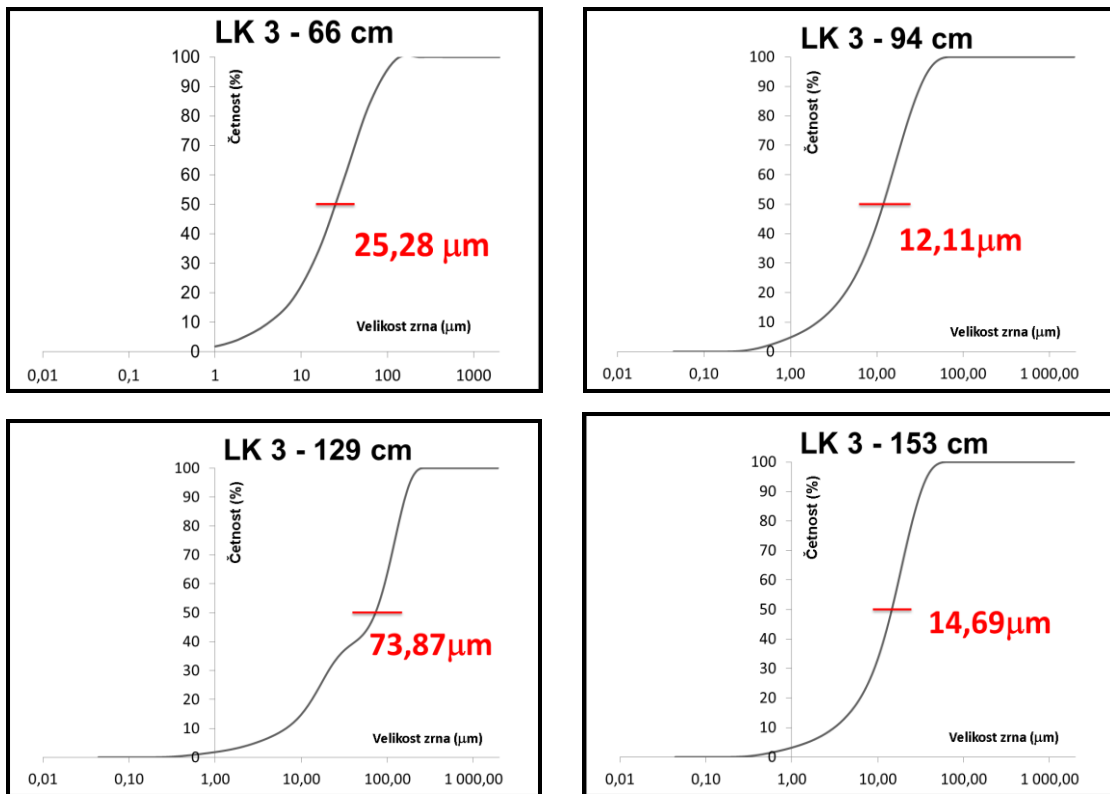 LK 3 - 66 cm
Četnost (%)
100
90
80
70
60
50
40
30
20
10
0
25,28 μm
Velikost zrna (μm)
0,01 0,1 1 10 100 1000
LK 3 - 94 cm
Četnost (%)
100
90
80
70
60
50
40
30
20
10
0
12,11μm
Velikost zrna (μm)
0,01 0,10 1,00 10,00 100,00 1 000,00
LK 3 - 129 cm
Četnost (%)
100
90
80
70
60
50
40
30
20
10
0
73,87μm
Velikost zrna (μm)
0,01 0,10 1,00 10,00 100,00 1 000,00
LK 3 - 153 cm
Četnost (%)
100
90
80
70
60
50
40
30
20
10
0
14,69μm
Velikost zrna (μm)
0,01 0,10 1,00 10,00 100,00 1 000,00